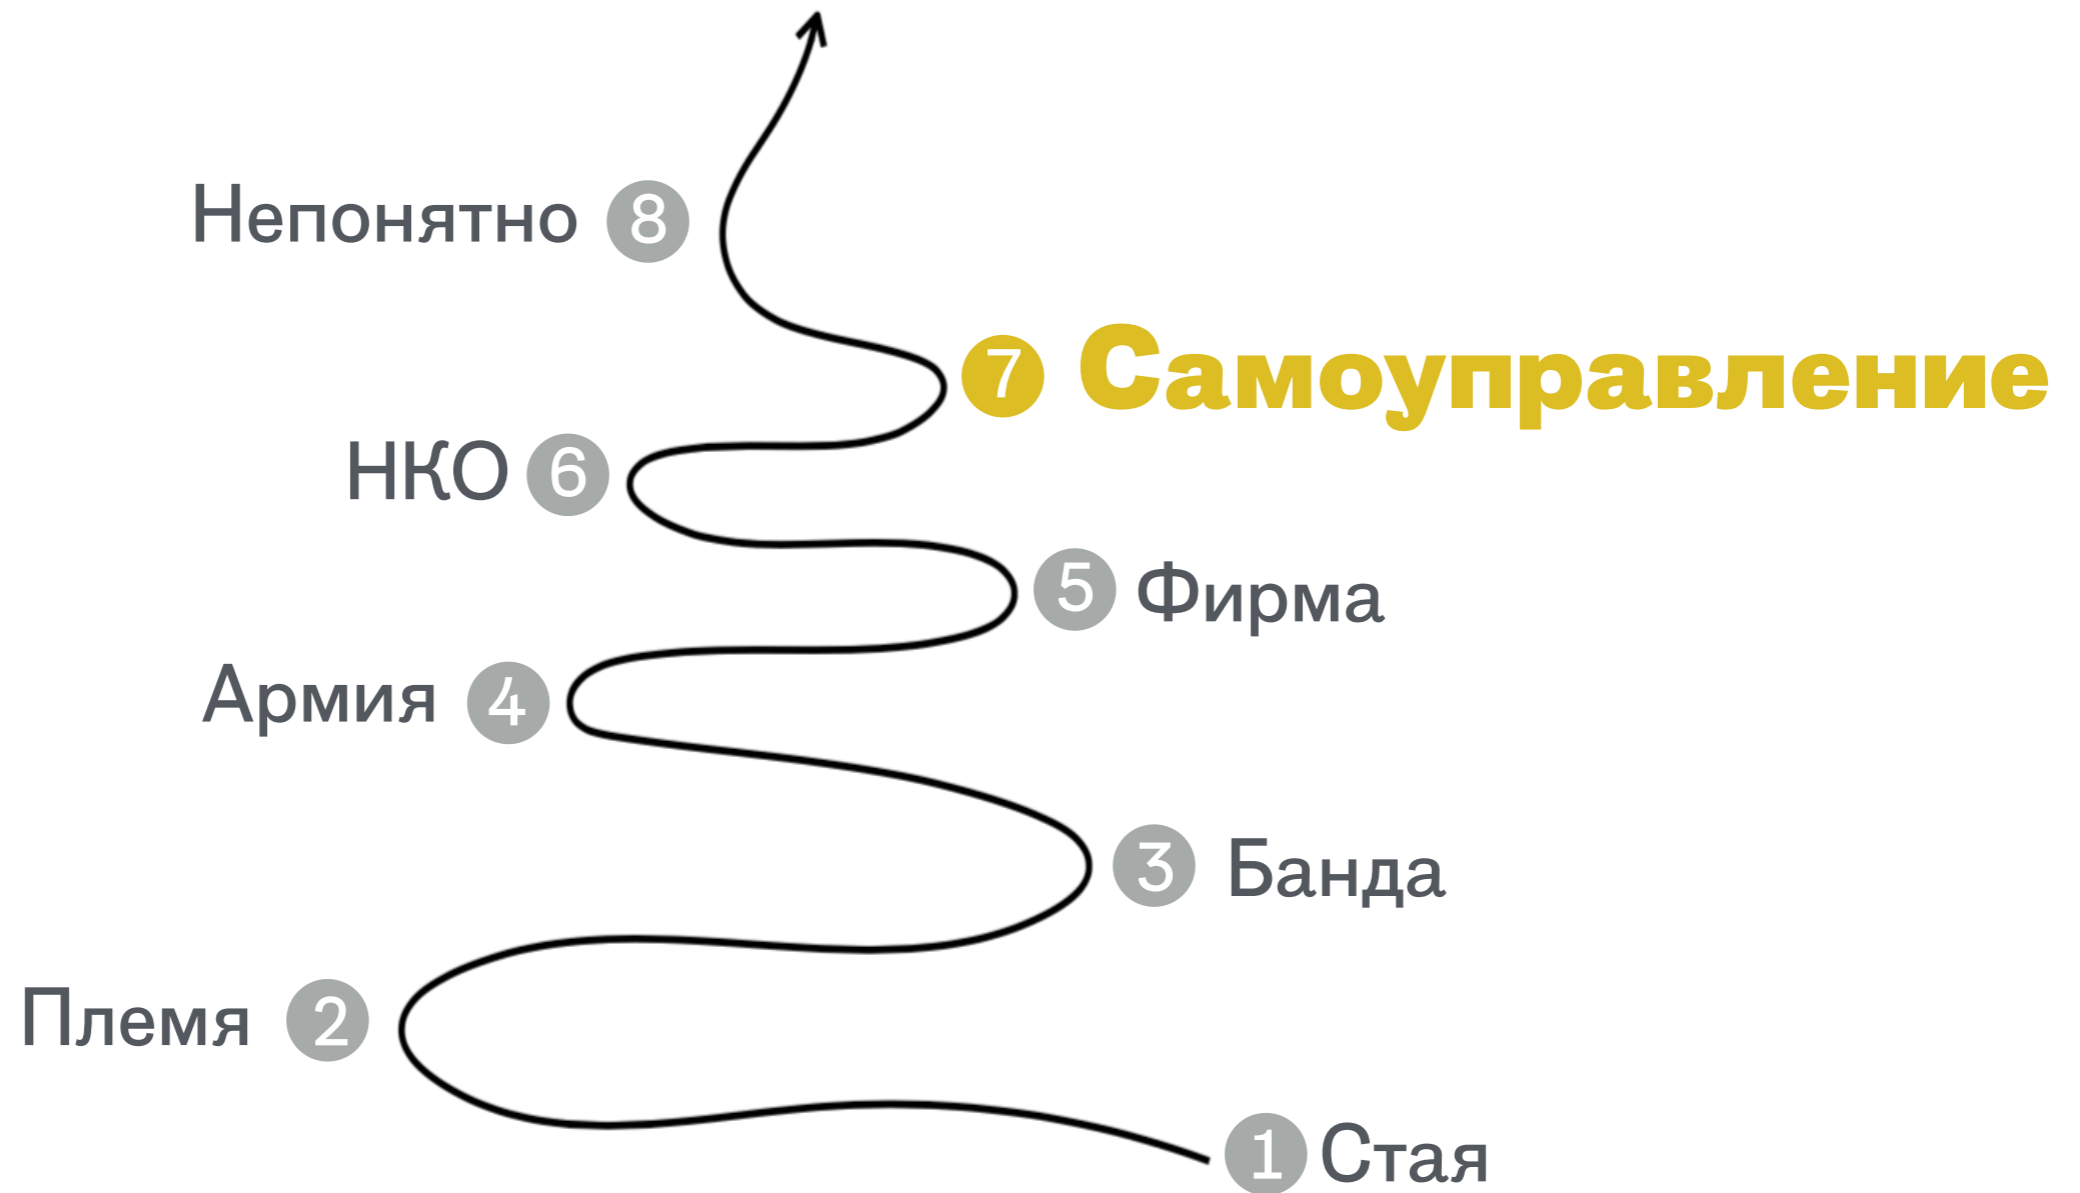 Непонятно 8
7 Самоуправление
НКО 6
5 Фирма
Армия 4
3 Банда
Племя 2
1 Стая